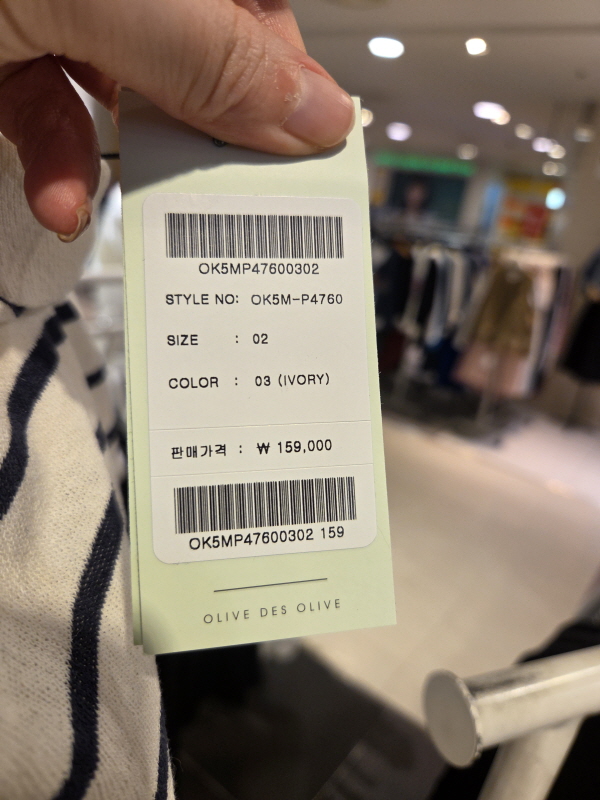 OK5MP47600302
STYLE NO: OK5M-P4760
SIZE : 02
COLOR : 03 (IVORY)
판매가격 : ₩ 159,000
OK5MP47600302 159
OLIVE DES OLIVE